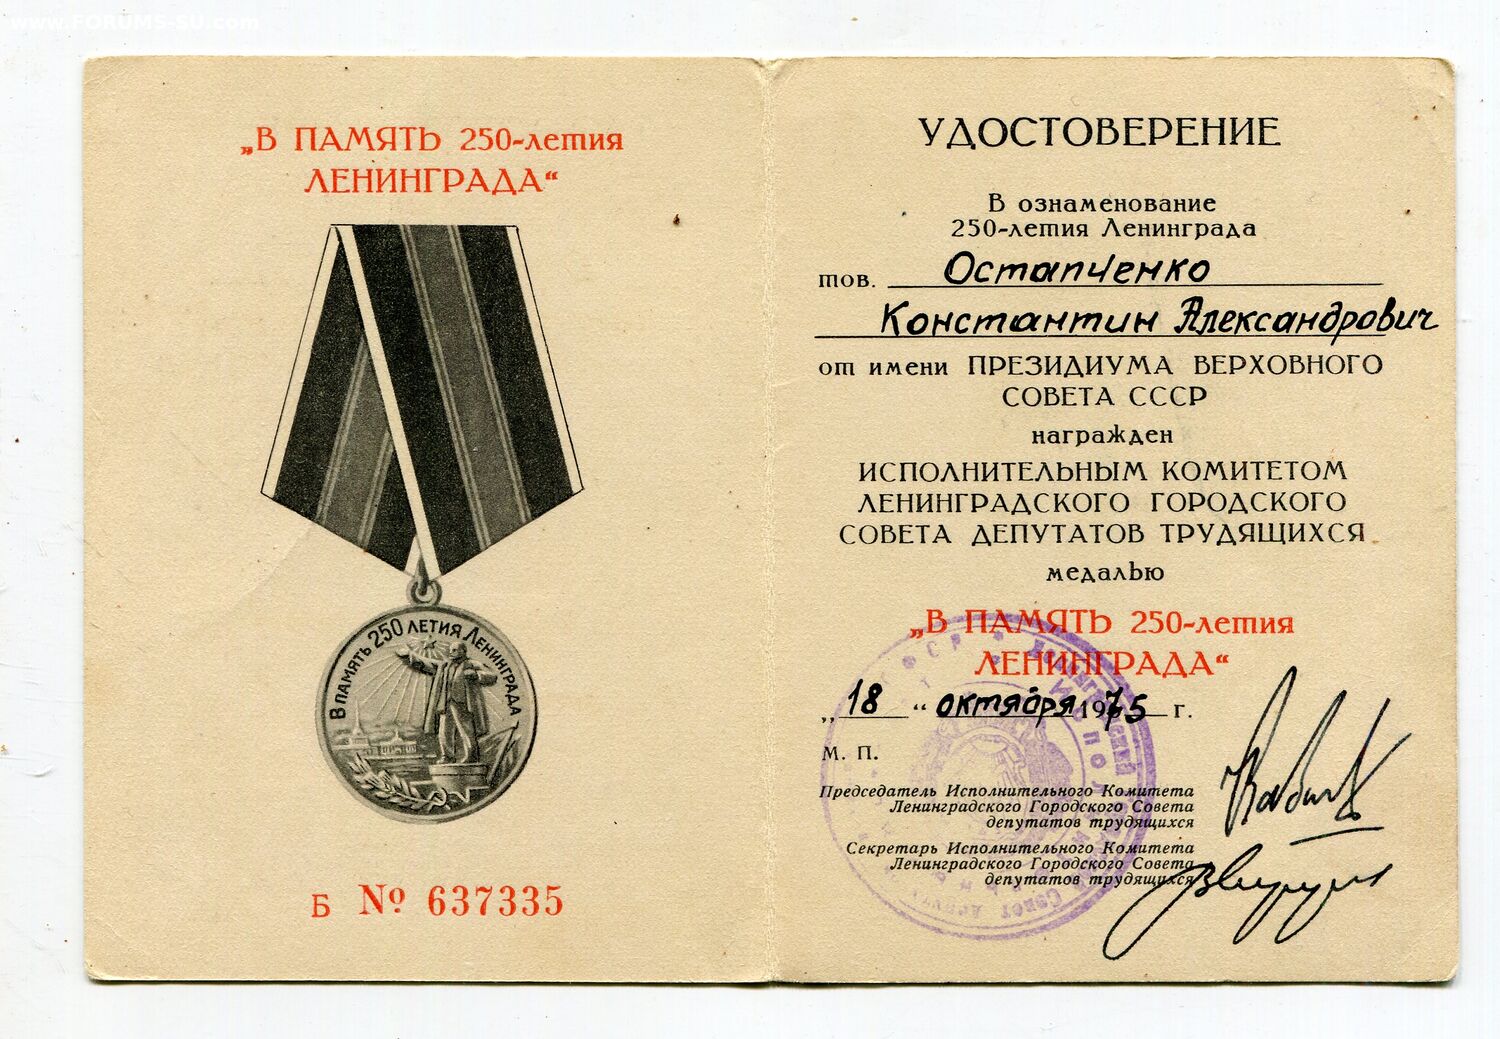 www.FORUMS-SU.com
„В ПАМЯТЬ 250-летия
ЛЕНИНГРАДА“
В ПАМЯТЬ 250 ЛЕТИЯ ЛЕНИНГРАДА
Б № 637335
УДОСТОВЕРЕНИЕ
В ознаменование
250-летия Ленинграда
тов. Остапченко
Константин Александрович
от имени ПРЕЗИДИУМА ВЕРХОВНОГО
СОВЕТА СССР
награжден
ИСПОЛНИТЕЛЬНЫМ КОМИТЕТОМ
ЛЕНИНГРАДСКОГО ГОРОДСКОГО
СОВЕТА ДЕПУТАТОВ ТРУДЯЩИХСЯ
медалью
„В ПАМЯТЬ 250-летия
ЛЕНИНГРАДА“
„18“ октября 1975 г.
М. П.
Председатель Исполнительного Комитета
Ленинградского Городского Совета
депутатов трудящихся
Секретарь Исполнительного Комитета
Ленинградского Городского Совета
депутатов трудящихся